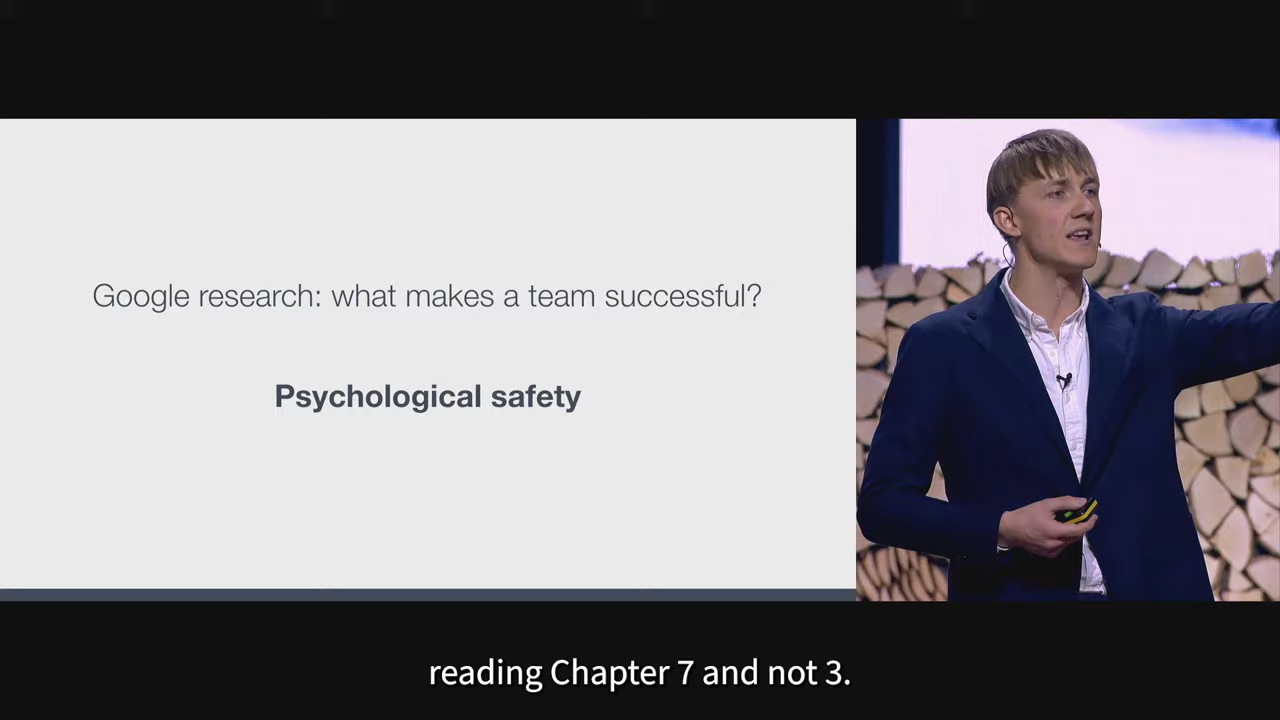 Google research: what makes a team successful?
Psychological safety
reading Chapter 7 and not 3.